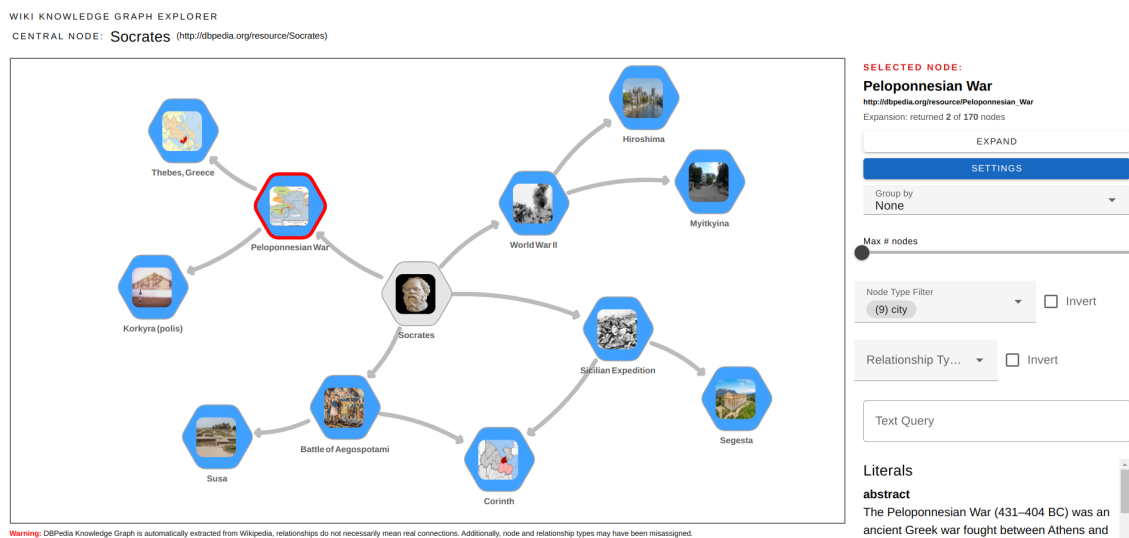 WIKI KNOWLEDGE GRAPH EXPLORER
CENTRAL NODE: Socrates (http://dbpedia.org/resource/Socrates)
Thebes, Greece
Peloponnesian War
Korkyra (polis)
Socrates
World War II
Hiroshima
Myitkyina
Sicilian Expedition
Segesta
Battle of Aegospotami
Susa
Corinth
Warning: DBPedia Knowledge Graph is automatically extracted from Wikipedia, relationships do not necessarily mean real connections. Additionally, node and relationship types may have been misassigned.
SELECTED NODE:
Peloponnesian War
http://dbpedia.org/resource/Peloponnesian_War
Expansion: returned 2 of 170 nodes
EXPAND
SETTINGS
Group by
None
Max # nodes
Node Type Filter
(9) city
Invert
Relationship Ty...
Invert
Text Query
Literals
abstract
The Peloponnesian War (431–404 BC) was an
ancient Greek war fought between Athens and